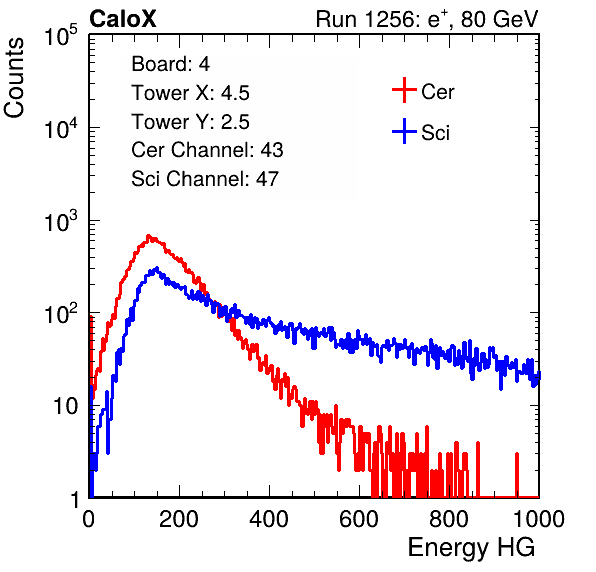 CaloX Run 1256: e⁺, 80 GeV
10⁵
Counts
Board: 4
Tower X: 4.5
Tower Y: 2.5
Cer Channel: 43
Sci Channel: 47
Cer
Sci
10⁴
10³
10²
10
1
0 200 400 600 800 1000
Energy HG